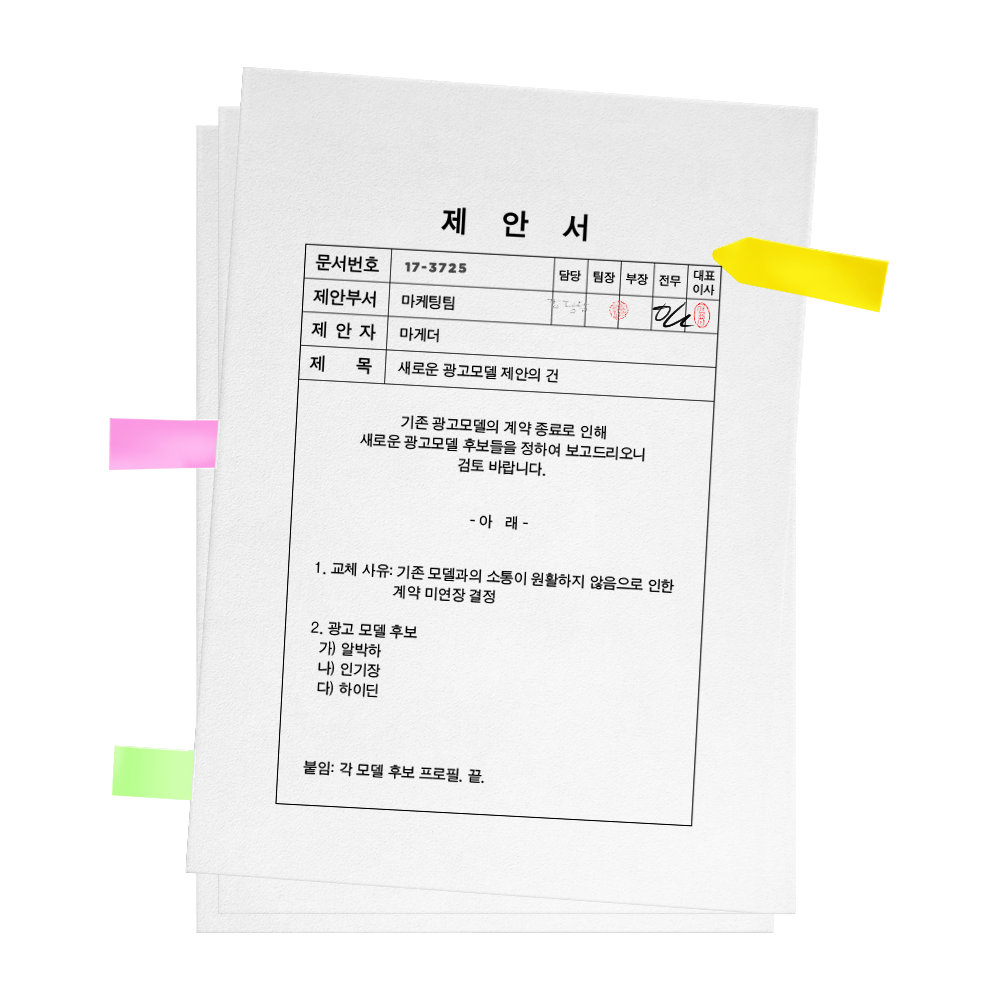 제 안 서
문서번호 17-3725 담당 팀장 부장 전무 대표이사
제안부서 마케팅팀
제 안 자 마게더
제 목 새로운 광고모델 제안의 건
기존 광고모델의 계약 종료로 인해
새로운 광고모델 후보들을 정하여 보고드리오니
검토 바랍니다.
- 아 래 -
1. 교체 사유: 기존 모델과의 소통이 원활하지 않음으로 인한
계약 미연장 결정
2. 광고 모델 후보
가) 알박하
나) 인기장
다) 하이딘
붙임: 각 모델 후보 프로필. 끝.